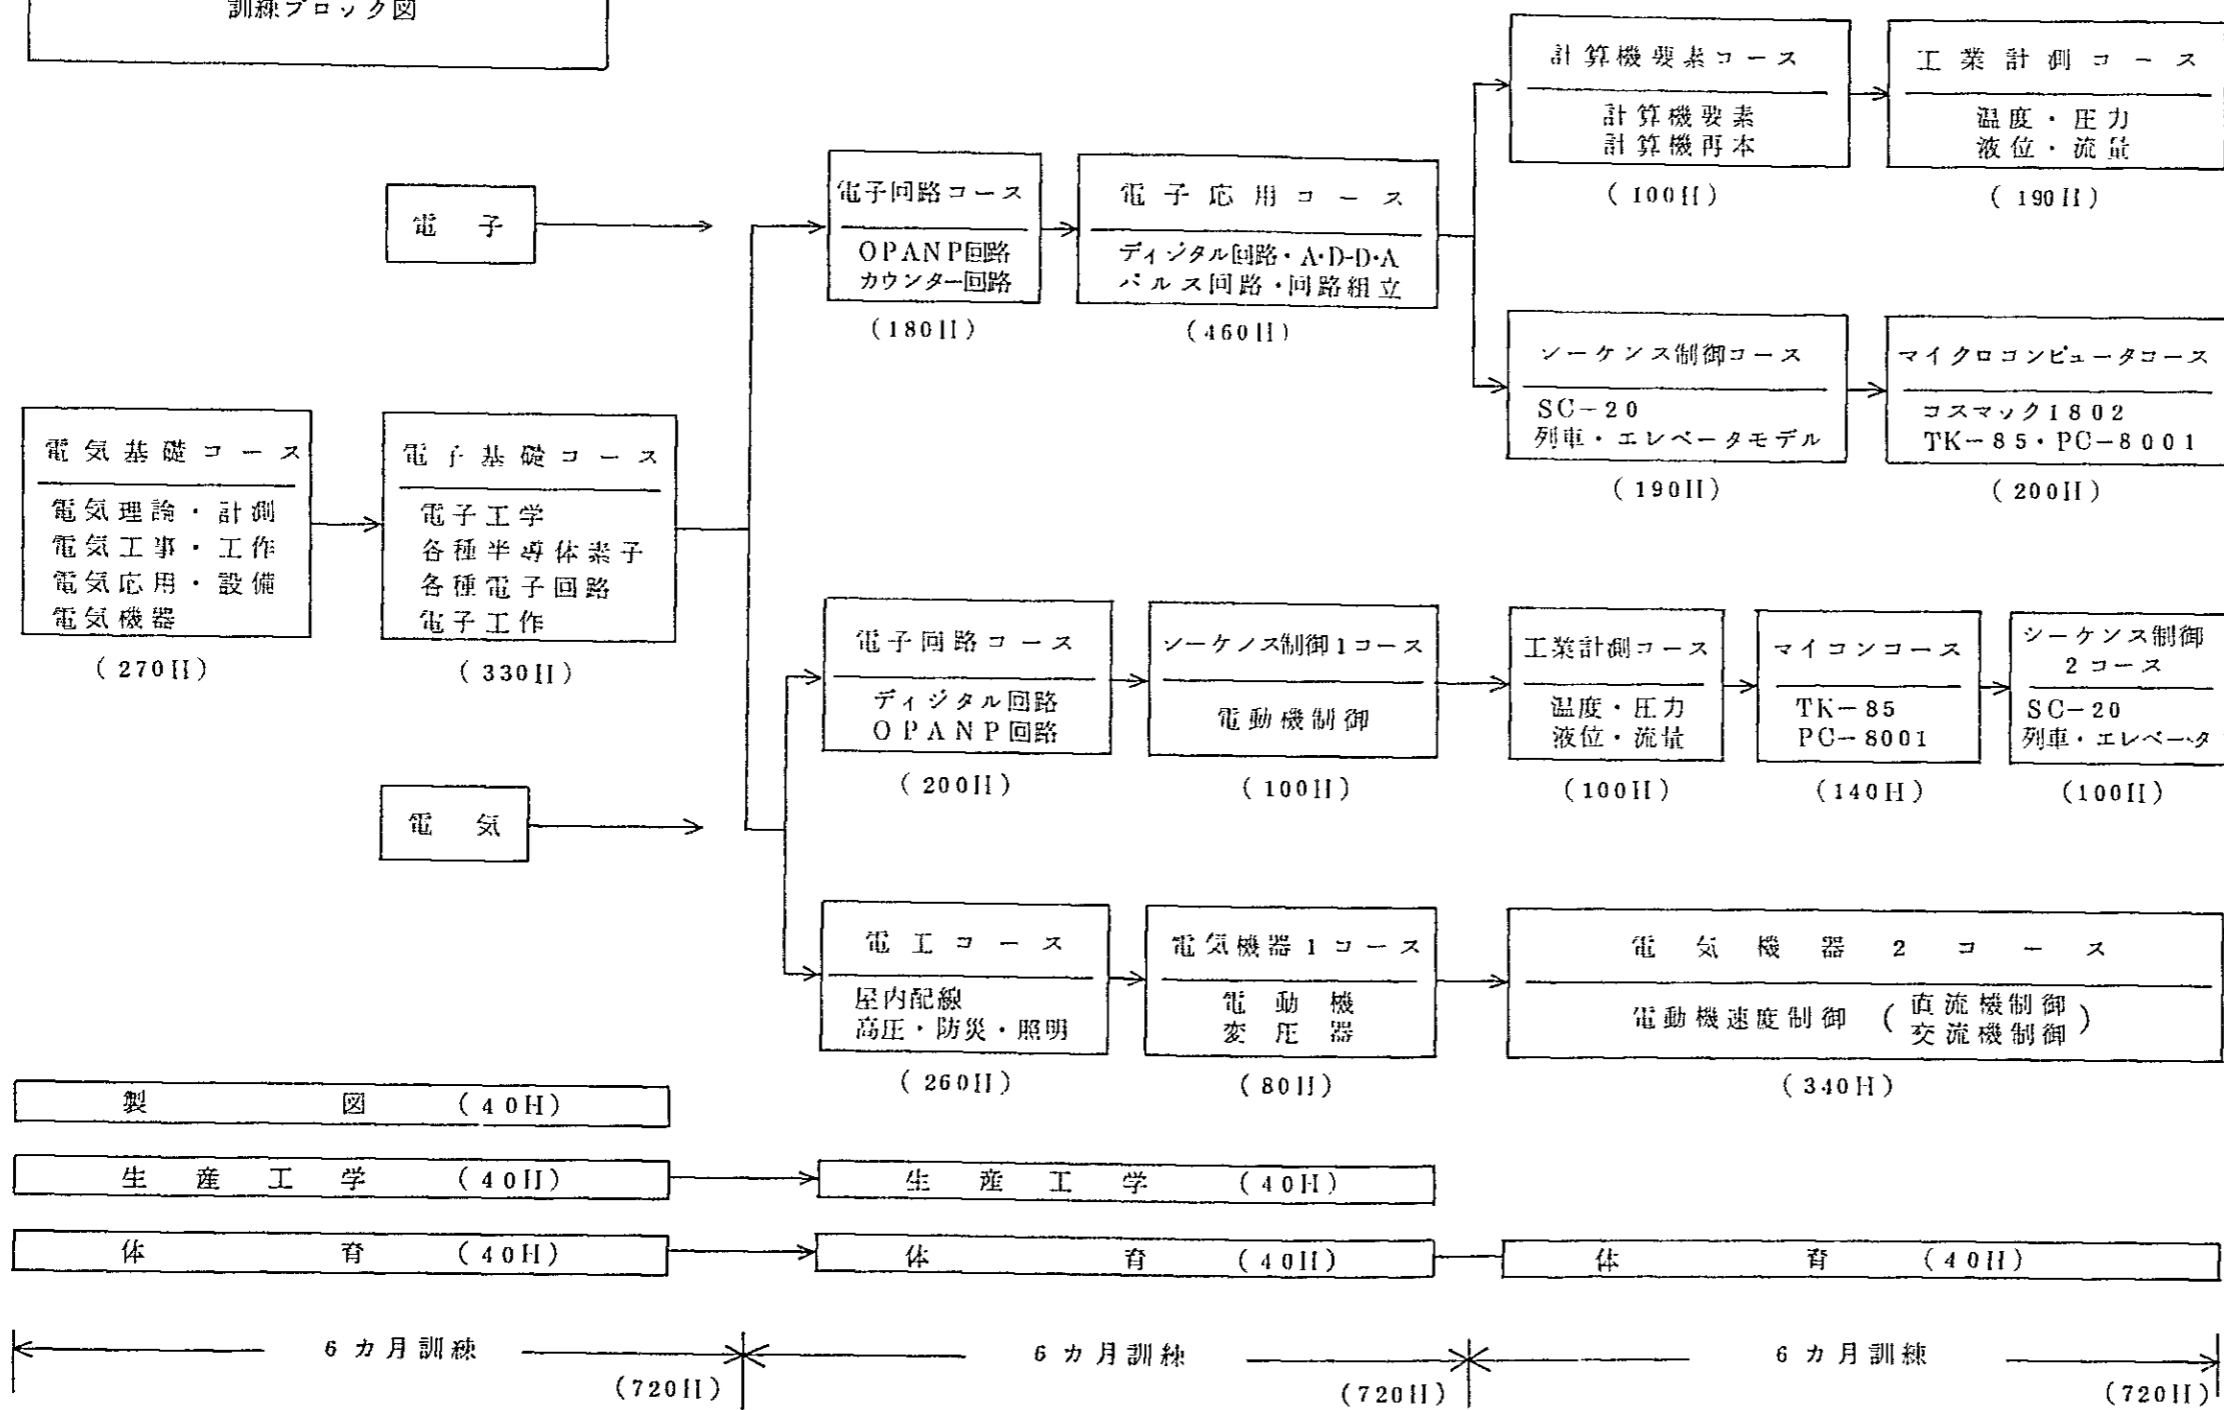 訓練ブロック図
計算機要素コース
計算機要素
計算機再本
(100H)
工業計測コース
温度・圧力
液位・流量
(190H)
電子
電子回路コース
OPANP回路
カウンター回路
(180H)
電子応用コース
ディジタル回路・A・D-D・A
パルス回路・回路組立
(460H)
シーケンス制御コース
SC-20
列車・エレベータモデル
(190H)
マイクロコンピュータコース
コスマック1802
TK-85・PC-8001
(200H)
電気基礎コース
電気理論・計測
電気工事・工作
電気応用・設備
電気機器
(270H)
電子基礎コース
電子工学
各種半導体素子
各種電子回路
電子工作
(330H)
電子回路コース
ディジタル回路
OPANP回路
(200H)
シーケンス制御1コース
電動機制御
(100H)
工業計測コース
温度・圧力
液位・流量
(100H)
マイコンコース
TK-85
PC-8001
(140H)
シーケンス制御
2コース
SC-20
列車・エレベータ
(100H)
電気
電工コース
屋内配線
高圧・防災・照明
(260H)
電気機器1コース
電動機
変圧器
(80H)
電気機器2コース
電動機速度制御(直流機制御
交流機制御)
(340H)
製図(40H)
生産工学(40H)
生産工学(40H)
体育(40H)
体育(40H)
体育(40H)
6カ月訓練
(720H)
6カ月訓練
(720H)
6カ月訓練
(720H)